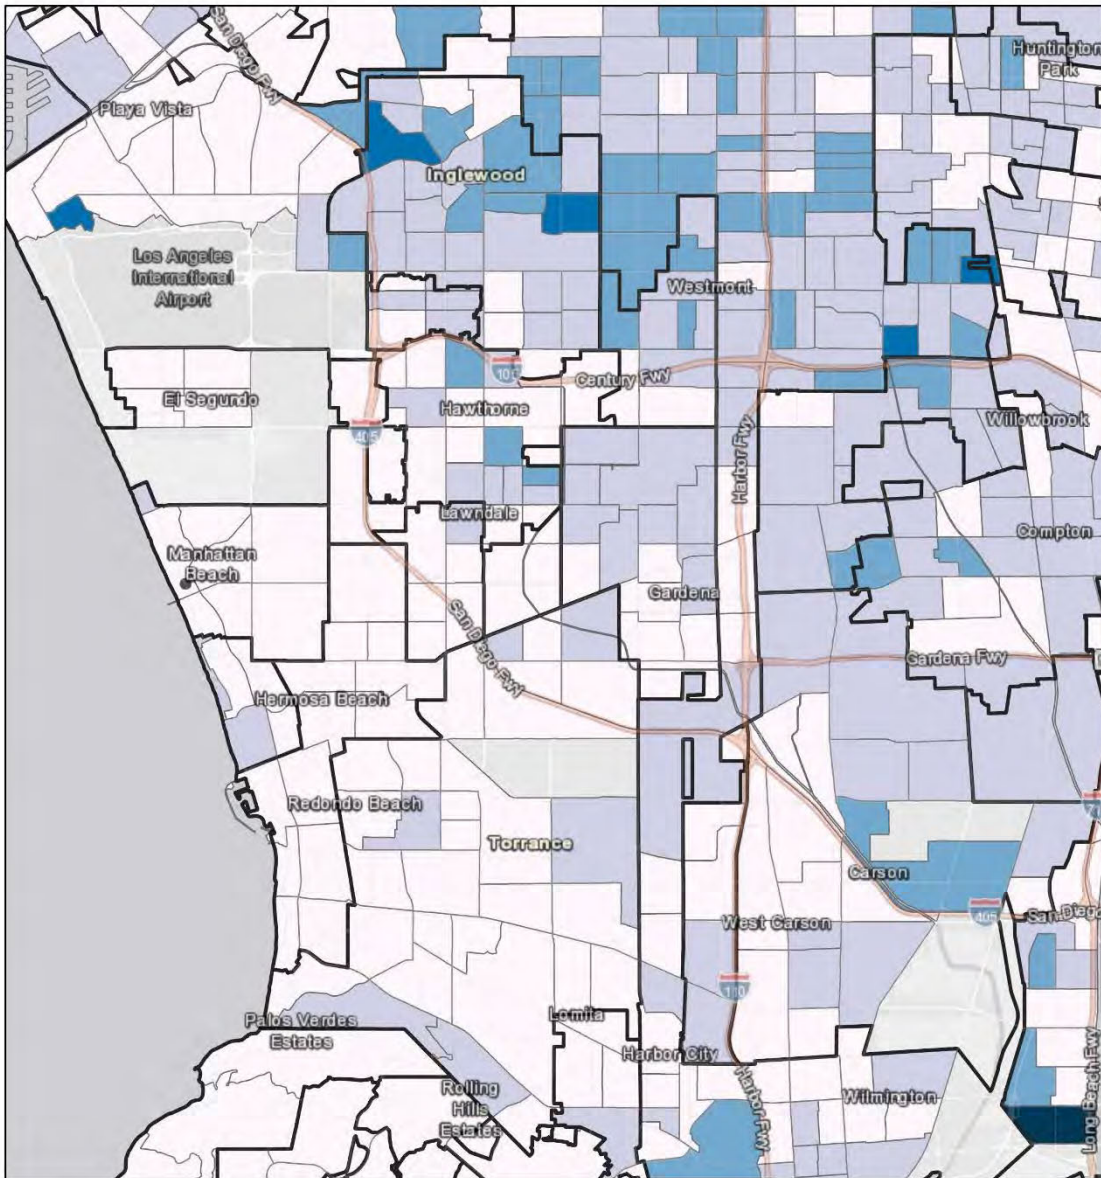 San Diego Fwy
Huntington
Park
Playa Vista
Inglewood
Los Angeles
International
Airport
Westmont
El Segundo
Century Fwy
Hawthorne
405
Harbor Fwy
Willowbrook
Lawndale
Compton
Manhattan
Beach
Gardena
San Diego Fwy
Gardena Fwy
Hermosa Beach
Redondo Beach
Torrance
Carson
West Carson
405
San Diego
110
Palos Verdes
Estates
Lomita
Harbor City
Rolling
Hills
Estates
Harbor Fwy
Wilmington
Long Beach Fwy